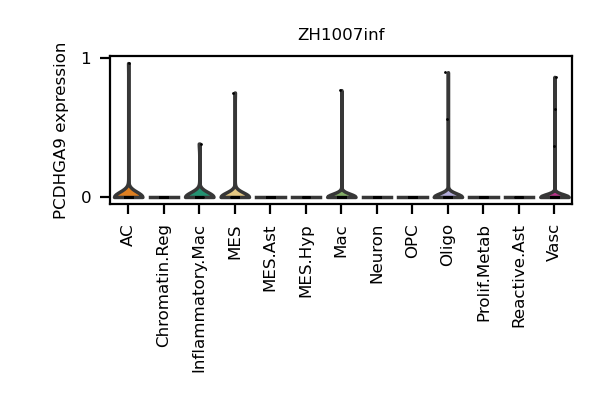 ZH1007inf
PCDHGA9 expression
1
0
AC
Chromatin.Reg
Inflammatory.Mac
MES
MES.Ast
MES.Hyp
Mac
Neuron
OPC
Oligo
Prolif.Metab
Reactive.Ast
Vasc